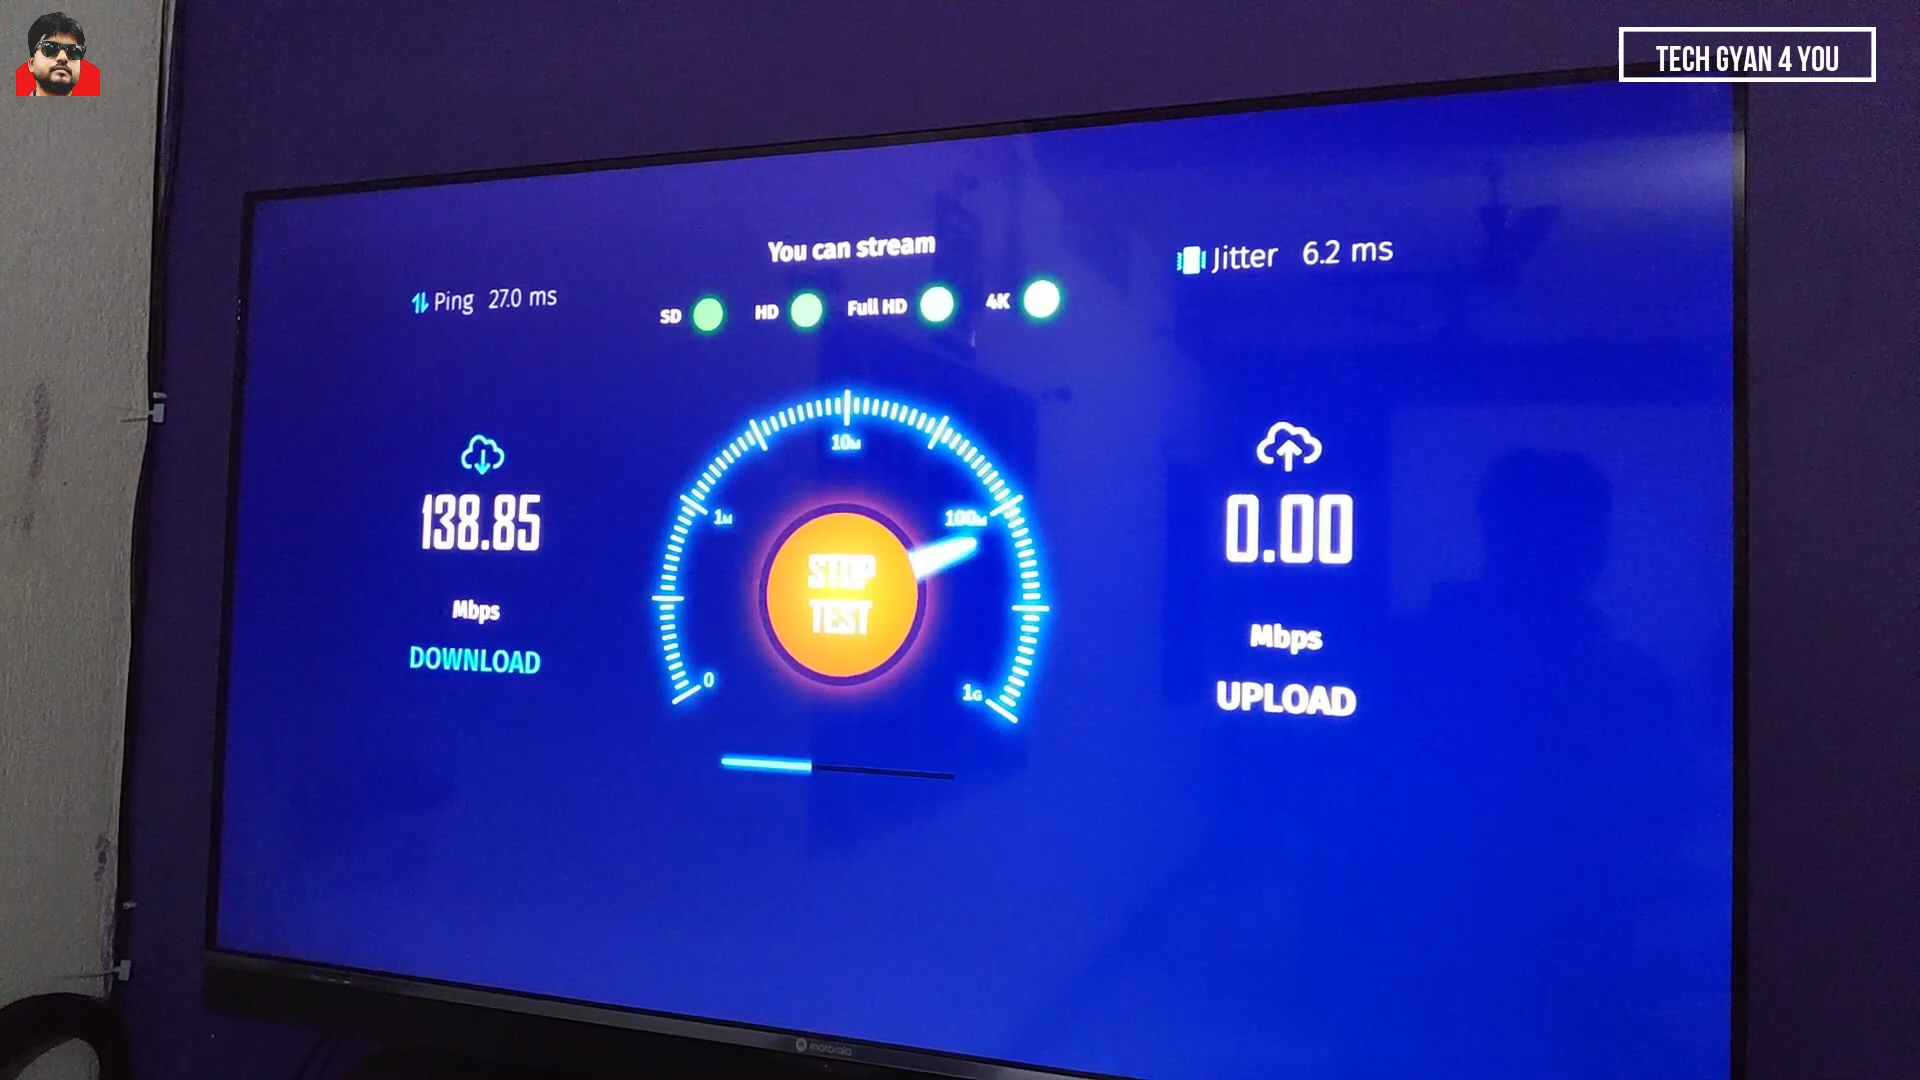 TECH GYAN 4 YOU
You can stream
Jitter 6.2 ms
Ping 27.0 ms
SD HD Full HD 4K
10M
1M
100M
138.85
0.00
STOP
TEST
Mbps
Mbps
DOWNLOAD
UPLOAD
0
1G
motorola